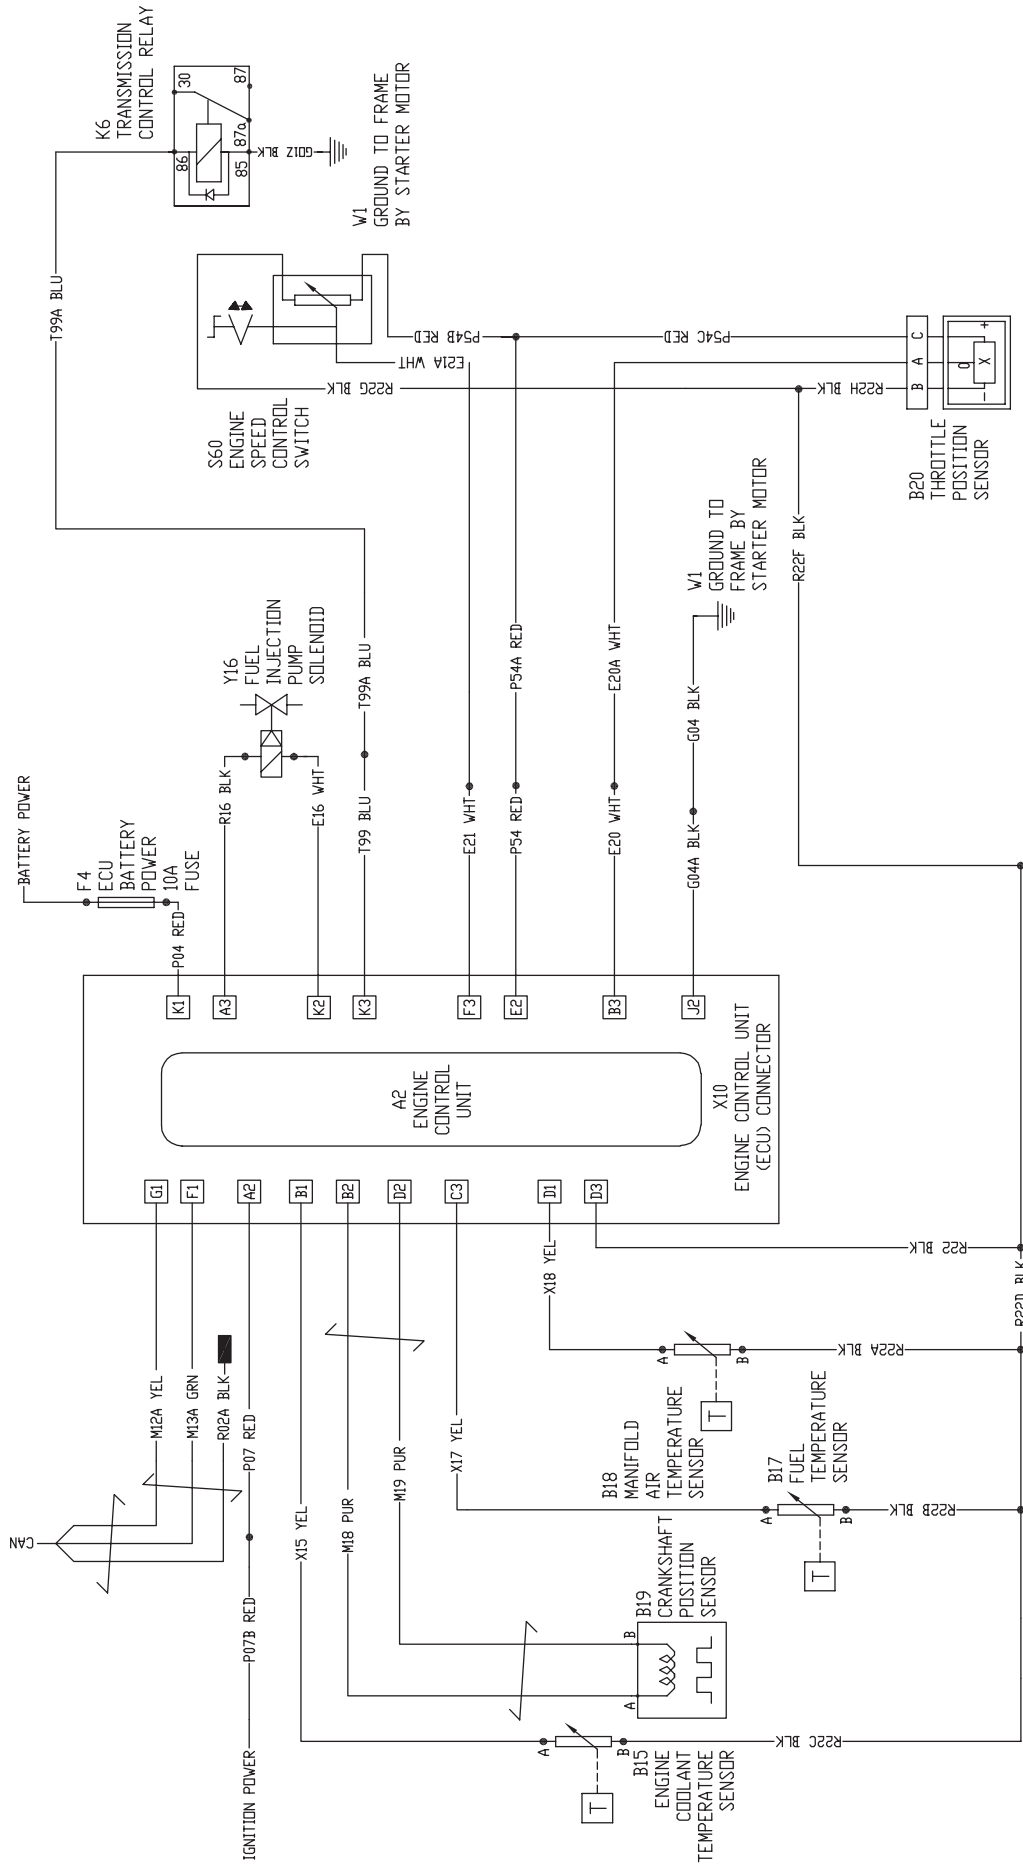 K6
TRANSMISSION
CONTROL RELAY
30
87
86
87a
85
G01Z BLK
T99A BLU
W1
GROUND TO FRAME
BY STARTER MOTOR
S60
ENGINE
SPEED
CONTROL
SWITCH
P54B RED
P54C RED
E21A WHT
R22G BLK
R22H BLK
C
A
B
+
0
X
-
B20
THROTTLE
POSITION
SENSOR
R22F BLK
W1
GROUND TO
FRAME BY
STARTER MOTOR
Y16
FUEL
INJECTION
PUMP
SOLENOID
BATTERY POWER
F4
ECU
BATTERY
POWER
10A
FUSE
P04 RED
R16 BLK
E16 WHT
T99 BLU
T99A BLU
E21 WHT
P54 RED
P54A RED
E20 WHT
E20A WHT
G04A BLK
G04 BLK
K1
A3
K2
K3
F3
E2
B3
J2
A2
ENGINE
CONTROL
UNIT
X10
ENGINE CONTROL UNIT
(ECU) CONNECTOR
G1
F1
A2
B1
B2
D2
C3
D1
D3
CAN
M12A YEL
M13A GRN
R02A BLK
P07 RED
P07B RED
IGNITION POWER
X15 YEL
M18 PUR
M19 PUR
X17 YEL
X18 YEL
R22 BLK
R22D BLK
A
B
R22A BLK
T
B18
MANIFOLD
AIR
TEMPERATURE
SENSOR
A
B
R22B BLK
T
B17
FUEL
TEMPERATURE
SENSOR
A
B
B19
CRANKSHAFT
POSITION
SENSOR
A
B
R22C BLK
T
B15
ENGINE
COOLANT
TEMPERATURE
SENSOR